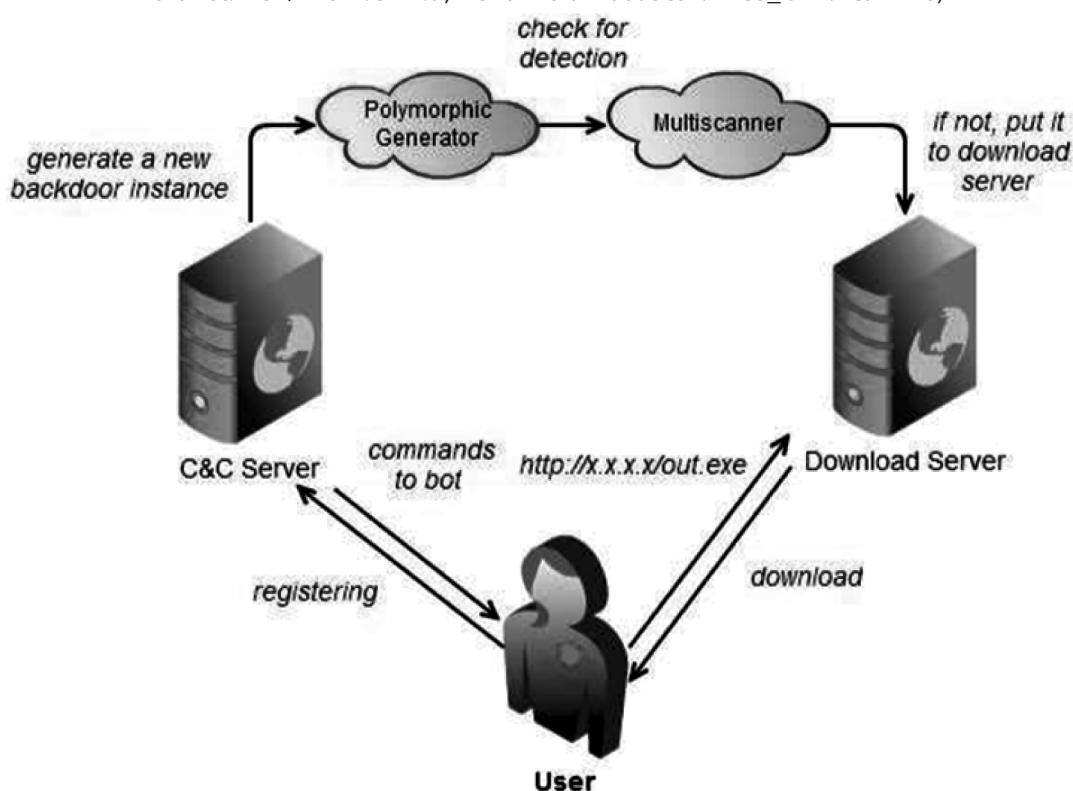 check for
detection
Polymorphic
Generator
Multiscanner
if not, put it
to download
server
generate a new
backdoor instance
C&C Server
commands
to bot
http://x.x.x.x/out.exe
Download Server
registering
download
User